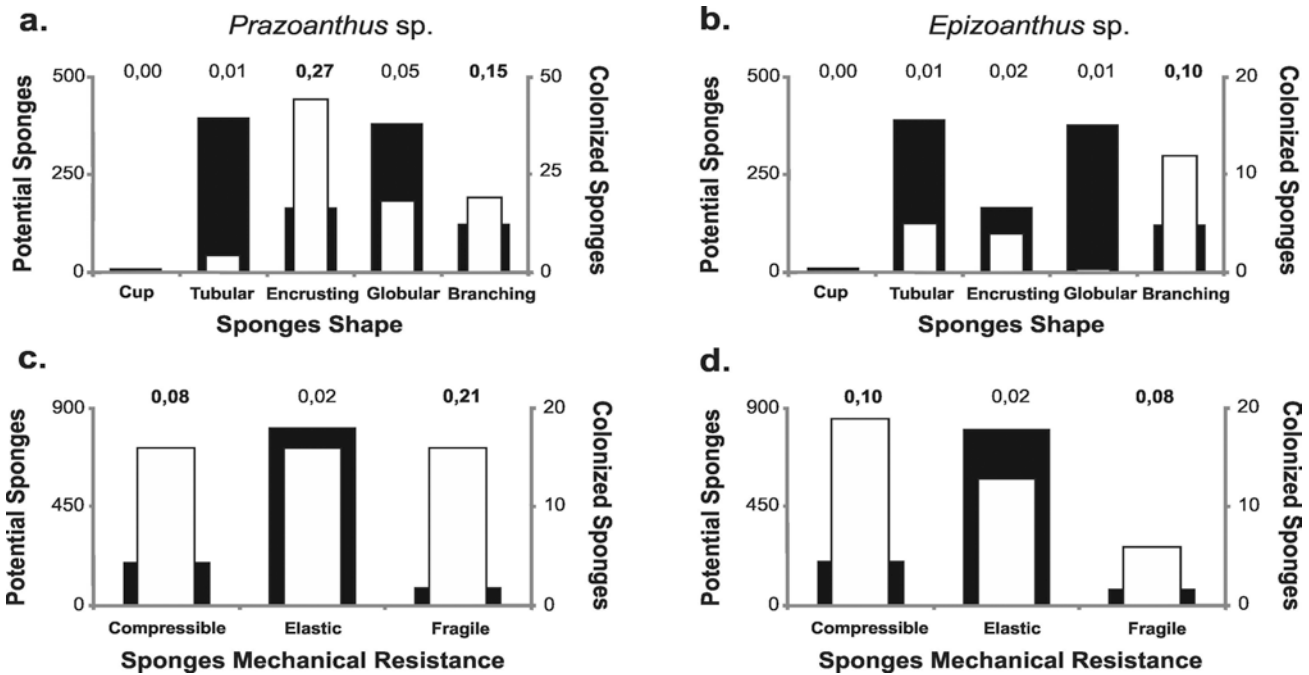 a.
Prazoanthus sp.
0,00 0,01 0,27 0,05 0,15
Potential Sponges
500
250
0
Colonized Sponges
50
25
0
Cup Tubular Encrusting Globular Branching
Sponges Shape
b.
Epizoanthus sp.
0,00 0,01 0,02 0,01 0,10
Potential Sponges
500
250
0
Colonized Sponges
20
10
0
Cup Tubular Encrusting Globular Branching
Sponges Shape
c.
0,08 0,02 0,21
Potential Sponges
900
450
0
Colonized Sponges
20
10
0
Compressible Elastic Fragile
Sponges Mechanical Resistance
d.
0,10 0,02 0,08
Potential Sponges
900
450
0
Colonized Sponges
20
10
0
Compressible Elastic Fragile
Sponges Mechanical Resistance